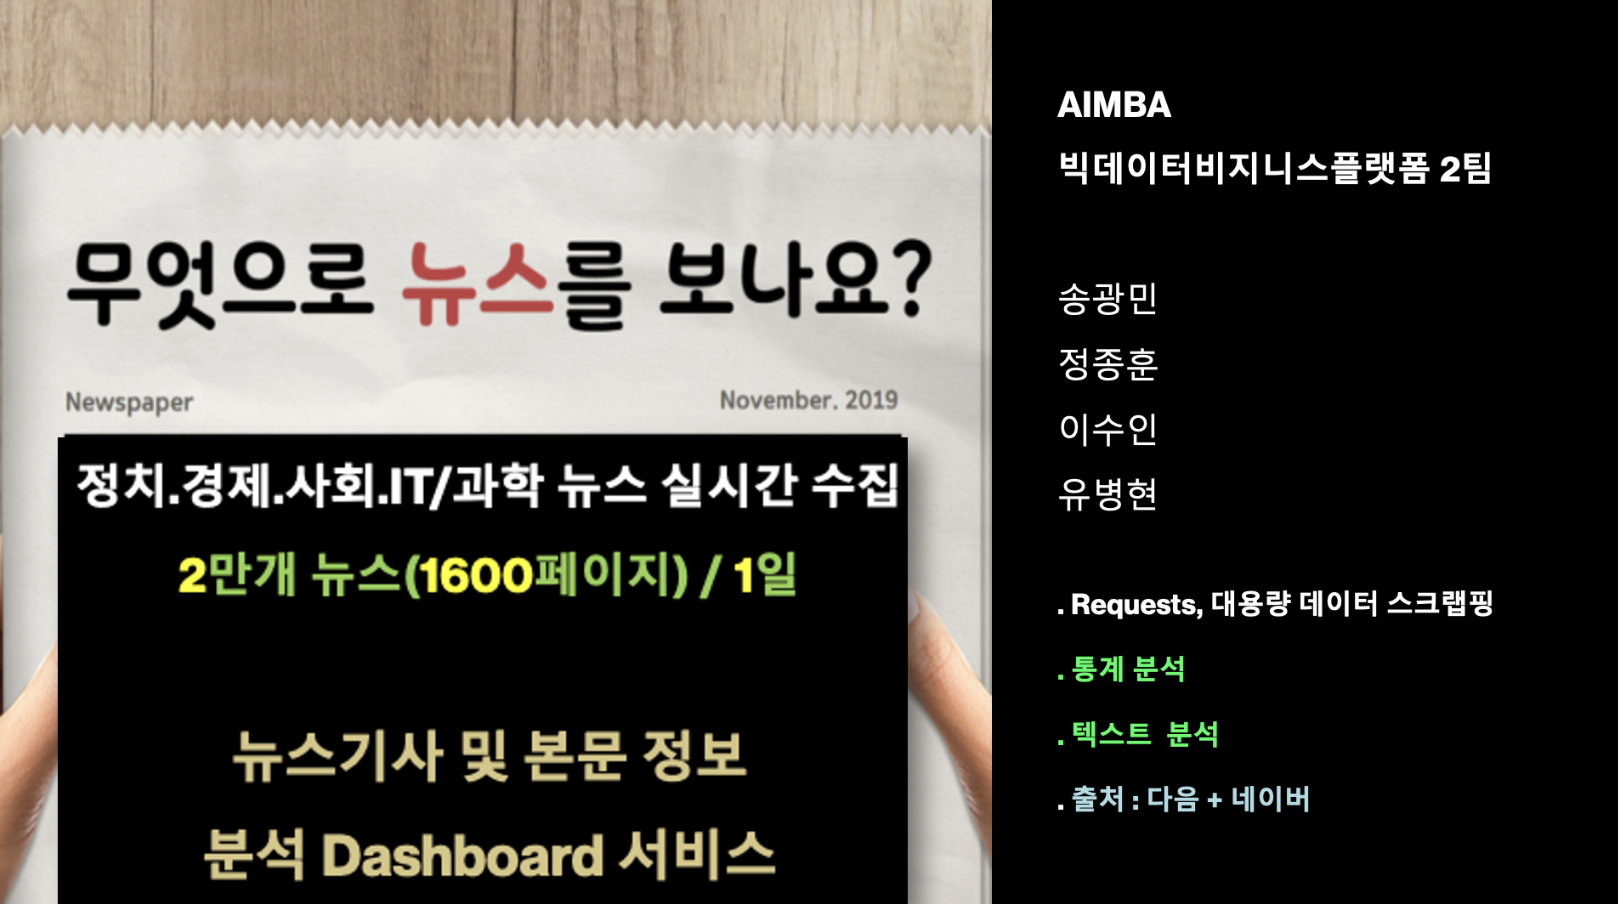 무엇으로 뉴스를 보나요?
Newspaper
November. 2019
정치.경제.사회.IT/과학 뉴스 실시간 수집
2만개 뉴스(1600페이지) / 1일
뉴스기사 및 본문 정보
분석 Dashboard 서비스
AIMBA
빅데이터비지니스플랫폼 2팀
송광민
정종훈
이수인
유병현
. Requests, 대용량 데이터 스크랩핑
. 통계 분석
. 텍스트 분석
. 출처 : 다음 + 네이버